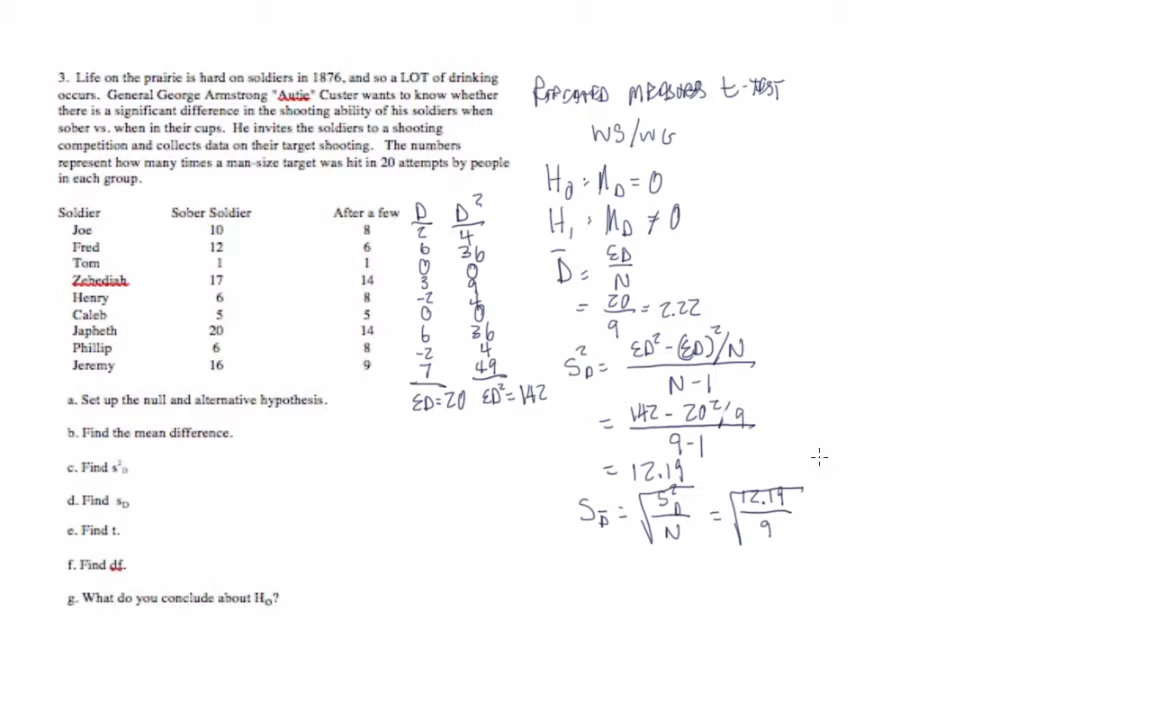 3. Life on the prairie is hard on soldiers in 1876, and so a LOT of drinking
occurs. General George Armstrong "Autie" Custer wants to know whether
there is a significant difference in the shooting ability of his soldiers when
sober vs. when in their cups. He invites the soldiers to a shooting
competition and collects data on their target shooting. The numbers
represent how many times a man-size target was hit in 20 attempts by people
in each group.
Soldier Sober Soldier After a few D D²
Joe 10 8 2 4
Fred 12 6 6 36
Tom 1 1 0 0
Zehediah 17 14 3 9
Henry 6 8 -2 4
Caleb 5 5 0 0
Japheth 20 14 6 36
Phillip 6 8 -2 4
Jeremy 16 9 7 49
ΣD=20 ΣD²=142
a. Set up the null and alternative hypothesis.
b. Find the mean difference.
c. Find s²D
d. Find sD
e. Find t.
f. Find df.
g. What do you conclude about HO?
REPEATED MEASURES t-TEST
WS/WG
H0: MD = 0
H1: MD ≠ 0
D̄ = ΣD/N
= 20/9 = 2.22
S²D = ΣD² - (ΣD)²/N / N-1
= 142 - 20²/9 / 9-1
= 12.19
SD̄ = √S²D/N = √12.19/9